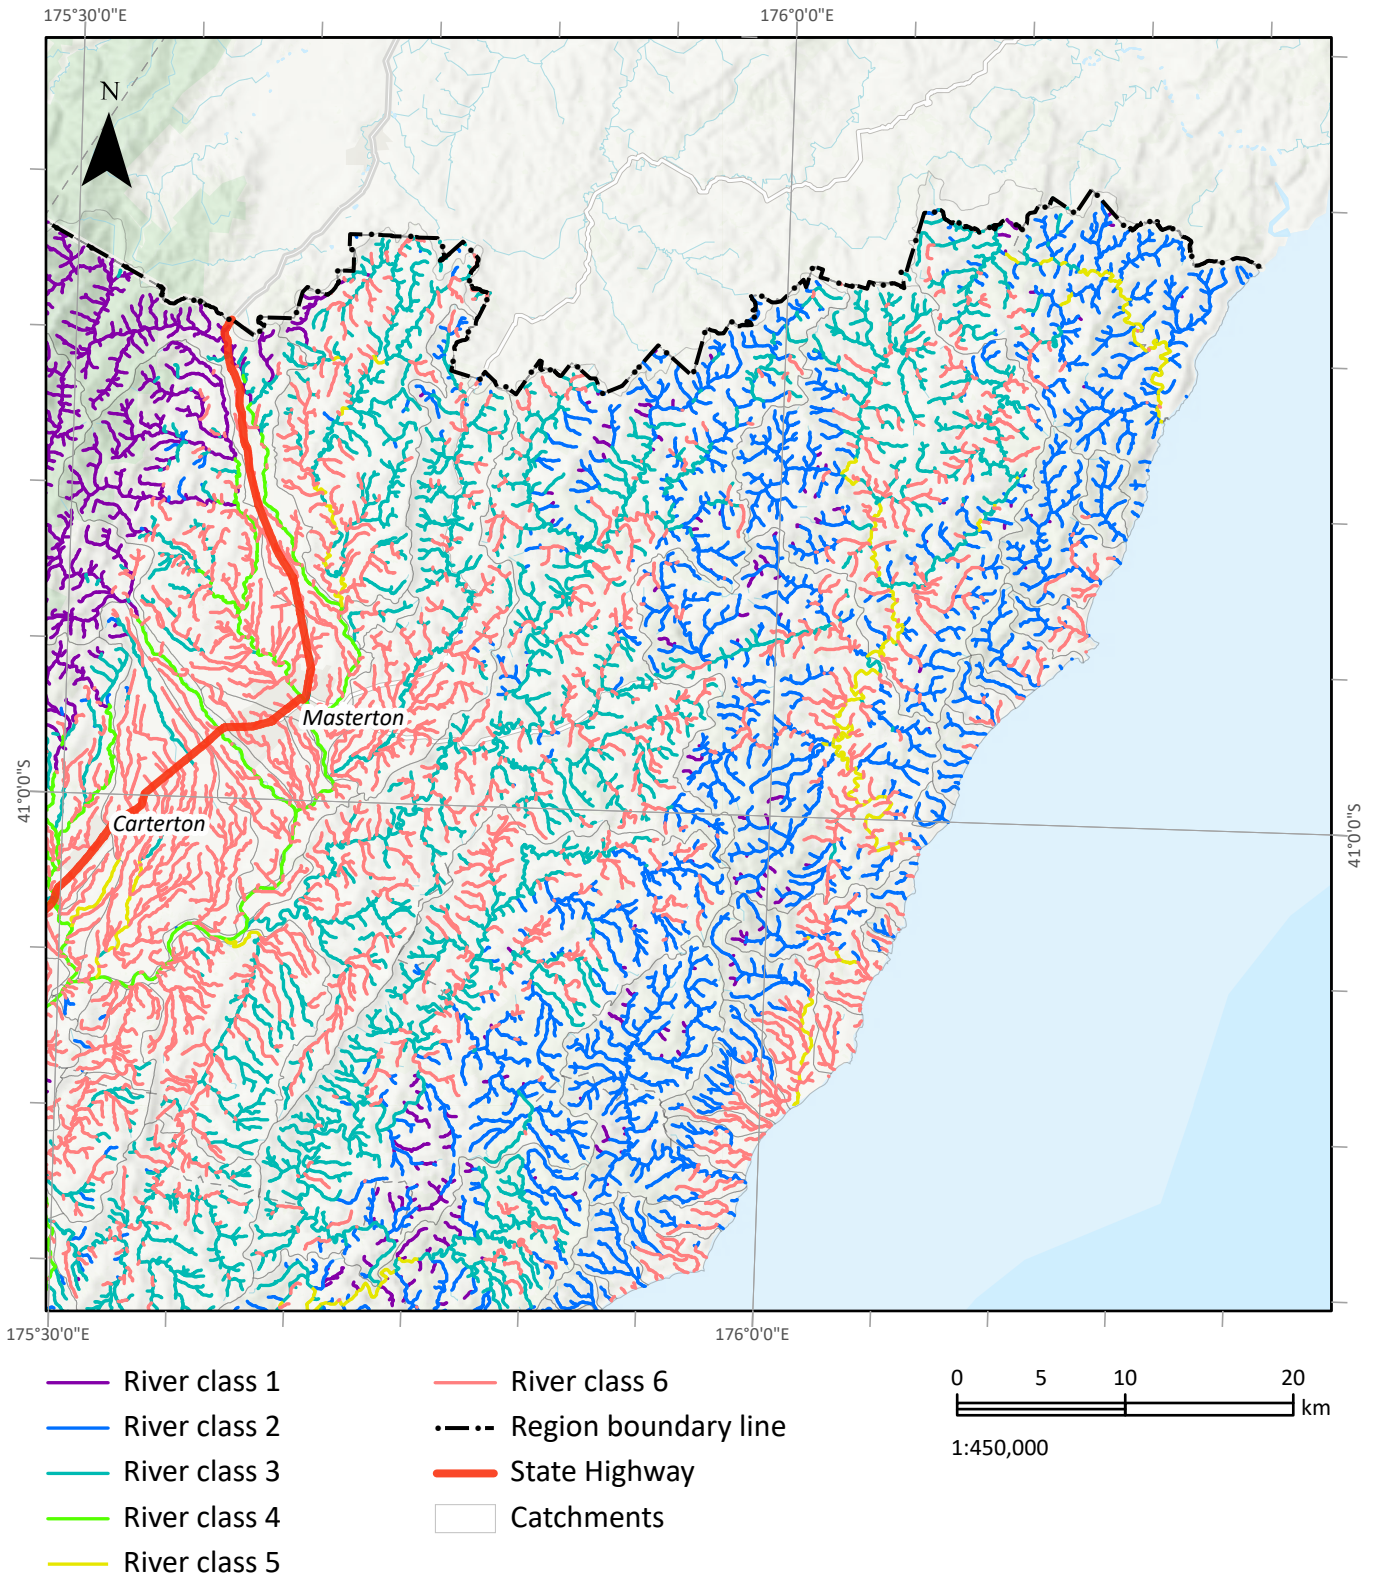 175°30'0"E
176°0'0"E
N
Masterton
41°0'0"S
Carterton
41°0'0"S
175°30'0"E
176°0'0"E
River class 1
River class 2
River class 3
River class 4
River class 5
River class 6
Region boundary line
State Highway
Catchments
0 5 10 20
km
1:450,000